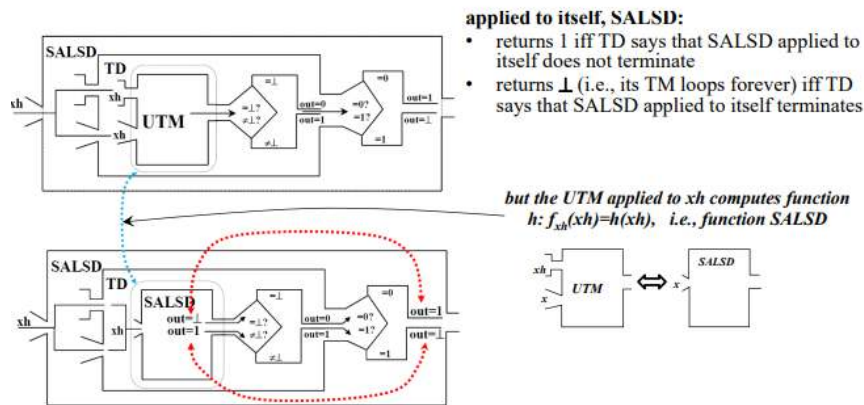 applied to itself, SALSD:
• returns 1 iff TD says that SALSD applied to
itself does not terminate
• returns ⊥ (i.e., its TM loops forever) iff TD
says that SALSD applied to itself terminates
SALSD
TD
xh
xh
xh
UTM
=⊥
=⊥?
≠⊥?
≠⊥
out=0
out=1
=0
=0?
=1?
=1
out=1
out=⊥
but the UTM applied to xh computes function
h: fxh(xh)=h(xh), i.e., function SALSD
xh
x
UTM
⇔
x
SALSD
SALSD
TD
xh
xh
SALSD
out=⊥
out=1
=⊥
=⊥?
≠⊥?
≠⊥
out=0
out=1
=0
=0?
=1?
=1
out=1
out=⊥